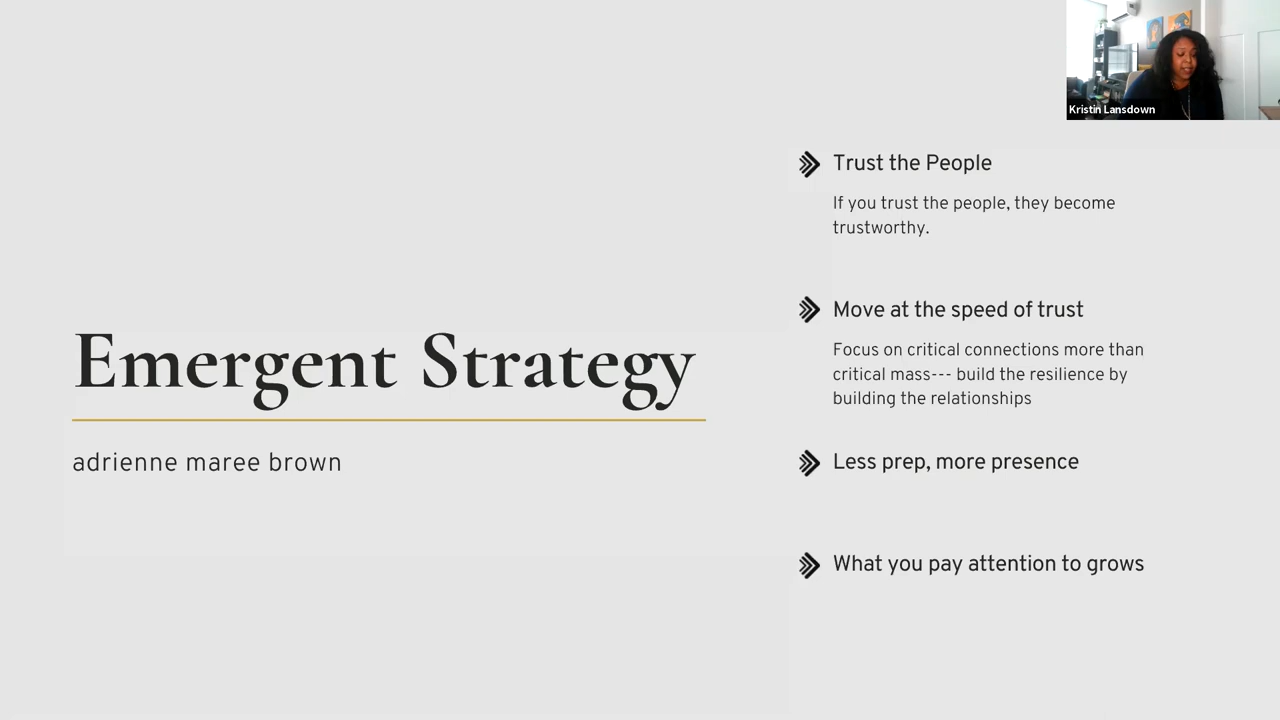 Kristin Lansdown
Emergent Strategy
adrienne maree brown
Trust the People
If you trust the people, they become
trustworthy.
Move at the speed of trust
Focus on critical connections more than
critical mass--- build the resilience by
building the relationships
Less prep, more presence
What you pay attention to grows